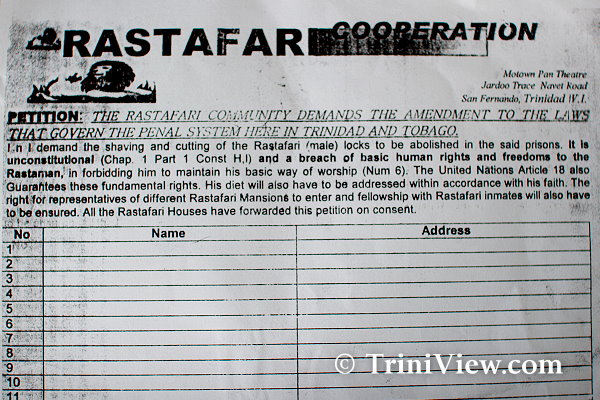 RASTAFARI COOPERATION
Motown Pan Theatre
Jardoo Trace Navet Road
San Fernando, Trinidad W.I.
PETITION: THE RASTAFARI COMMUNITY DEMANDS THE AMENDMENT TO THE LAWS
THAT GOVERN THE PENAL SYSTEM HERE IN TRINIDAD AND TOBAGO.
I n I demand the shaving and cutting of the Rastafari (male) locks to be abolished in the said prisons. It is
unconstitutional (Chap. 1 Part 1 Const H,I) and a breach of basic human rights and freedoms to the
Rastaman, in forbidding him to maintain his basic way of worship (Num 6). The United Nations Article 18 also
Guarantees these fundamental rights. His diet will also have to be addressed within accordance with his faith. The
right for representatives of different Rastafari Mansions to enter and fellowship with Rastafari inmates will also have
to be ensured. All the Rastafari Houses have forwarded this petition on consent.
No Name Address
1
2
3
4
5
6
7
8
9
10
11
© TriniView.com